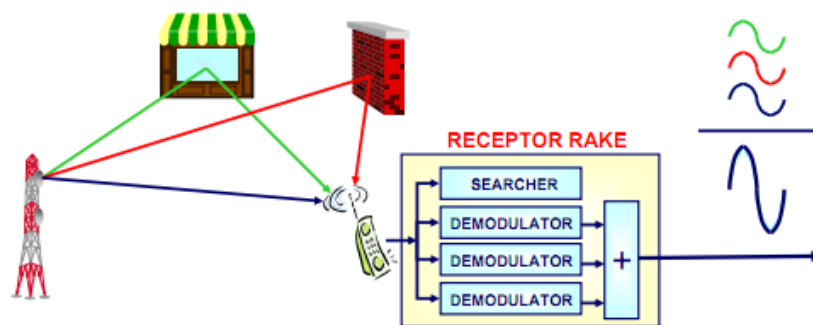 RECEPTOR RAKE
SEARCHER
DEMODULATOR
DEMODULATOR
DEMODULATOR
+